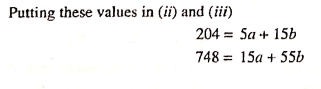 Putting these values in (ii) and (iii)
204 = 5a + 15b
748 = 15a + 55b